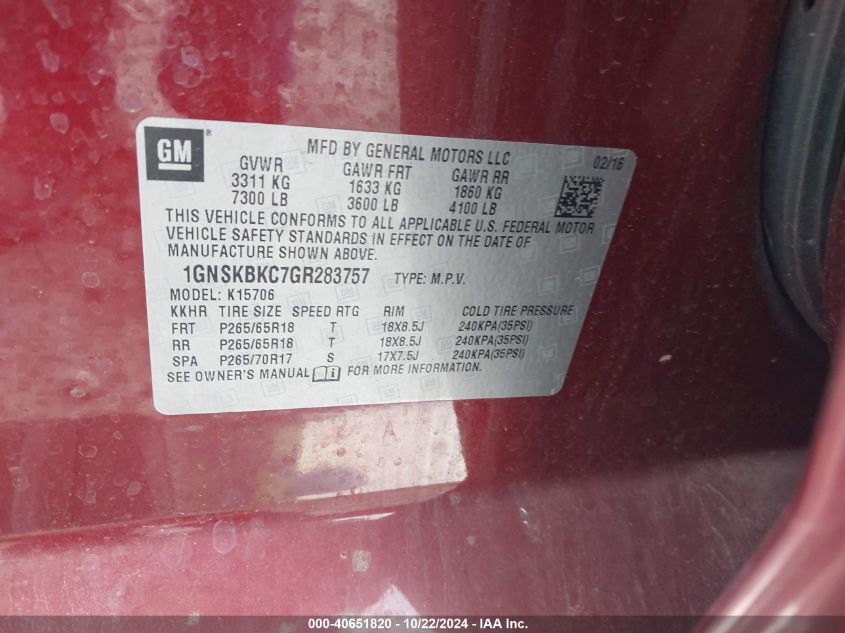 GM ®
MFD BY GENERAL MOTORS LLC 02/16
GVWR GAWR FRT GAWR RR
3311 KG 1633 KG 1860 KG
7300 LB 3600 LB 4100 LB
THIS VEHICLE CONFORMS TO ALL APPLICABLE U.S. FEDERAL MOTOR
VEHICLE SAFETY STANDARDS IN EFFECT ON THE DATE OF
MANUFACTURE SHOWN ABOVE.
1GNSKBKC7GR283757 TYPE: M.P.V.
MODEL: K15706
KKHR TIRE SIZE SPEED RTG RIM COLD TIRE PRESSURE
FRT P265/65R18 T 18X8.5J 240KPA(35PSI)
RR P265/65R18 T 18X8.5J 240KPA(35PSI)
SPA P265/70R17 S 17X7.5J 240KPA(35PSI)
SEE OWNER'S MANUAL i FOR MORE INFORMATION.
000-40651820 - 10/22/2024 - IAA Inc.